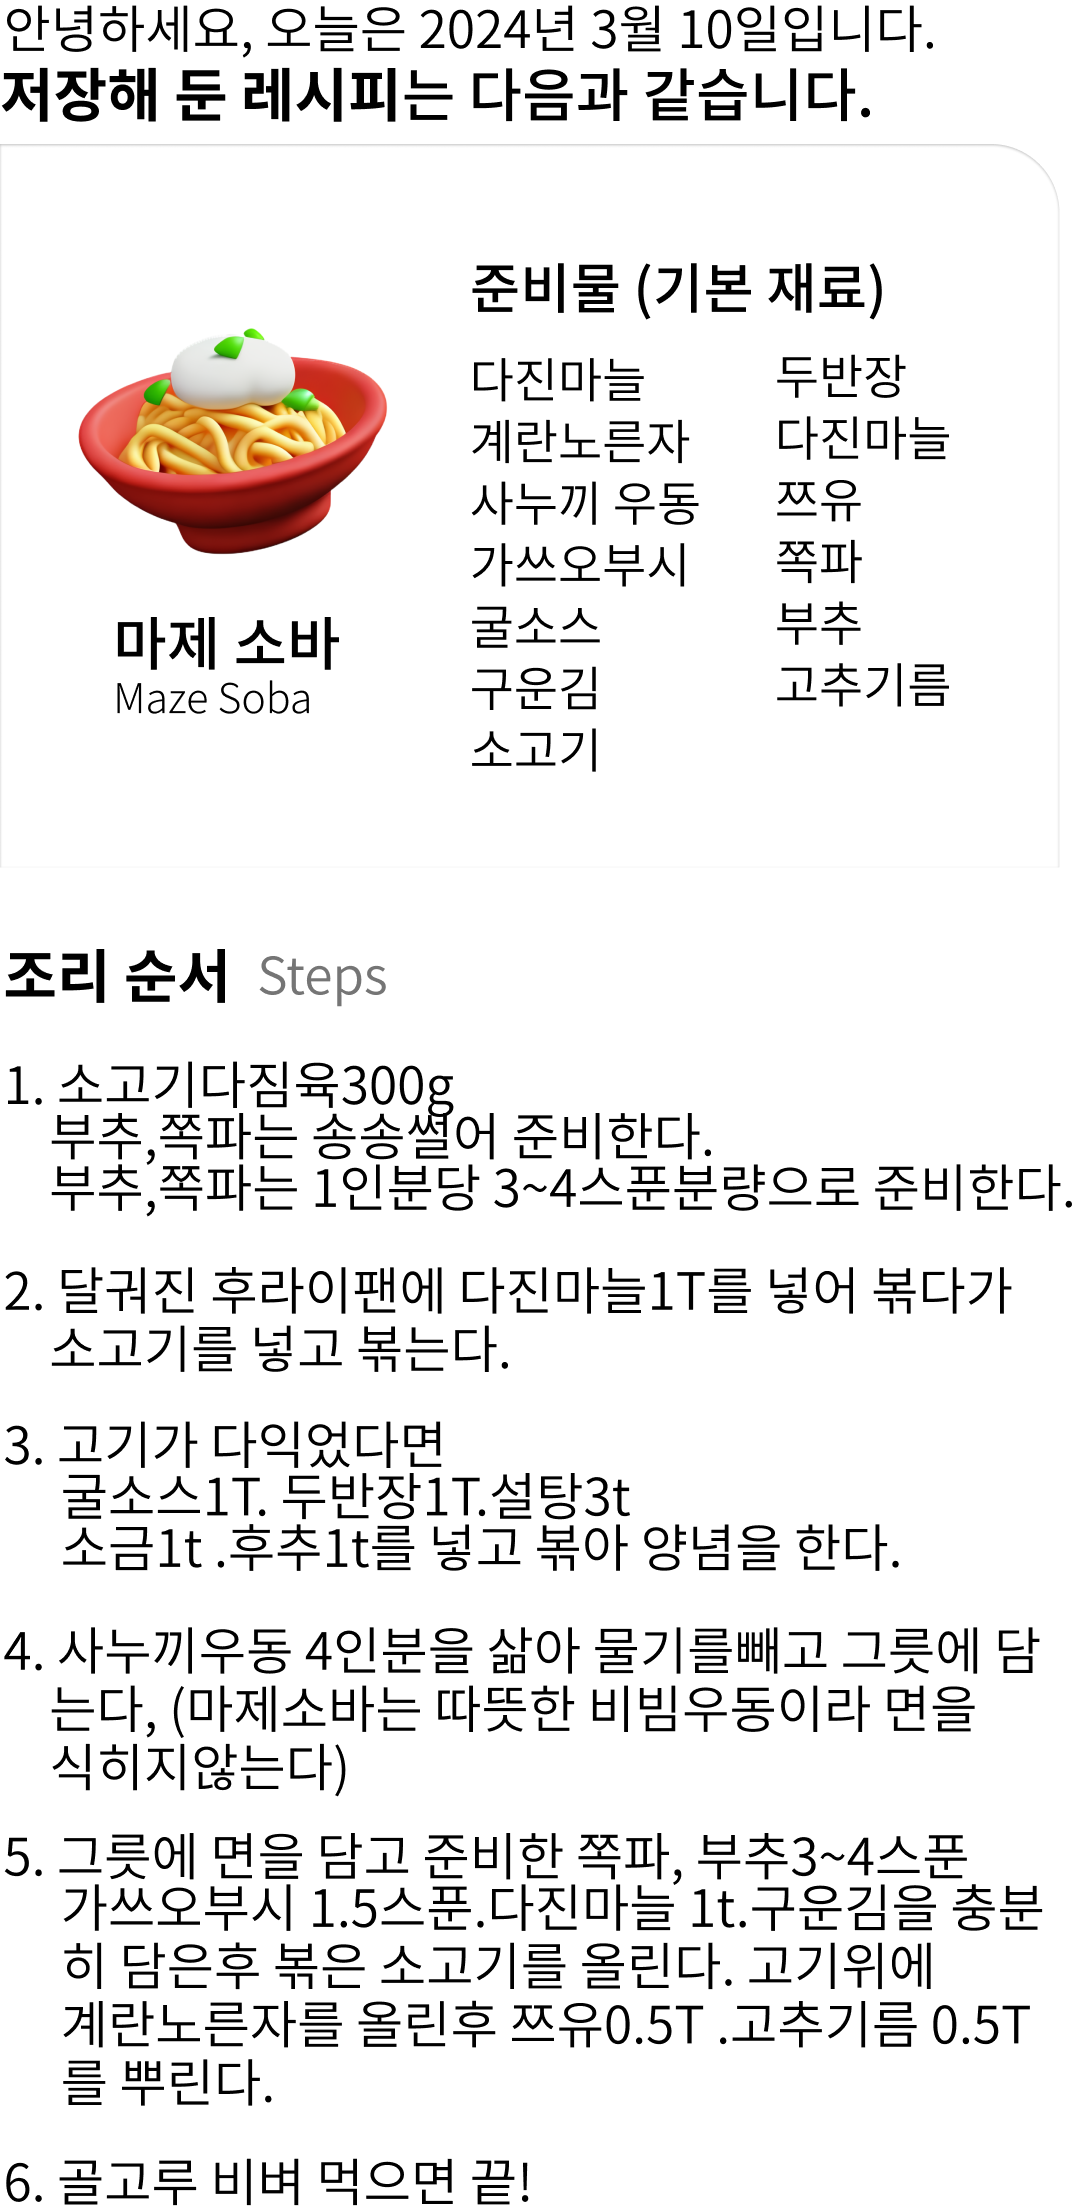 안녕하세요, 오늘은 2024년 3월 10일입니다.
저장해 둔 레시피는 다음과 같습니다.
마제 소바
Maze Soba
준비물 (기본 재료)
다진마늘
계란노른자
사누끼 우동
가쓰오부시
굴소스
구운김
소고기
두반장
다진마늘
쯔유
쪽파
부추
고추기름
조리 순서 Steps
1. 소고기다짐육300g
부추,쪽파는 송송썰어 준비한다.
부추,쪽파는 1인분당 3~4스푼분량으로 준비한다.
2. 달궈진 후라이팬에 다진마늘1T를 넣어 볶다가
소고기를 넣고 볶는다.
3. 고기가 다익었다면
굴소스1T. 두반장1T.설탕3t
소금1t .후추1t를 넣고 볶아 양념을 한다.
4. 사누끼우동 4인분을 삶아 물기를빼고 그릇에 담
는다, (마제소바는 따뜻한 비빔우동이라 면을
식히지않는다)
5. 그릇에 면을 담고 준비한 쪽파, 부추3~4스푼
가쓰오부시 1.5스푼.다진마늘 1t.구운김을 충분
히 담은후 볶은 소고기를 올린다. 고기위에
계란노른자를 올린후 쯔유0.5T .고추기름 0.5T
를 뿌린다.
6. 골고루 비벼 먹으면 끝!